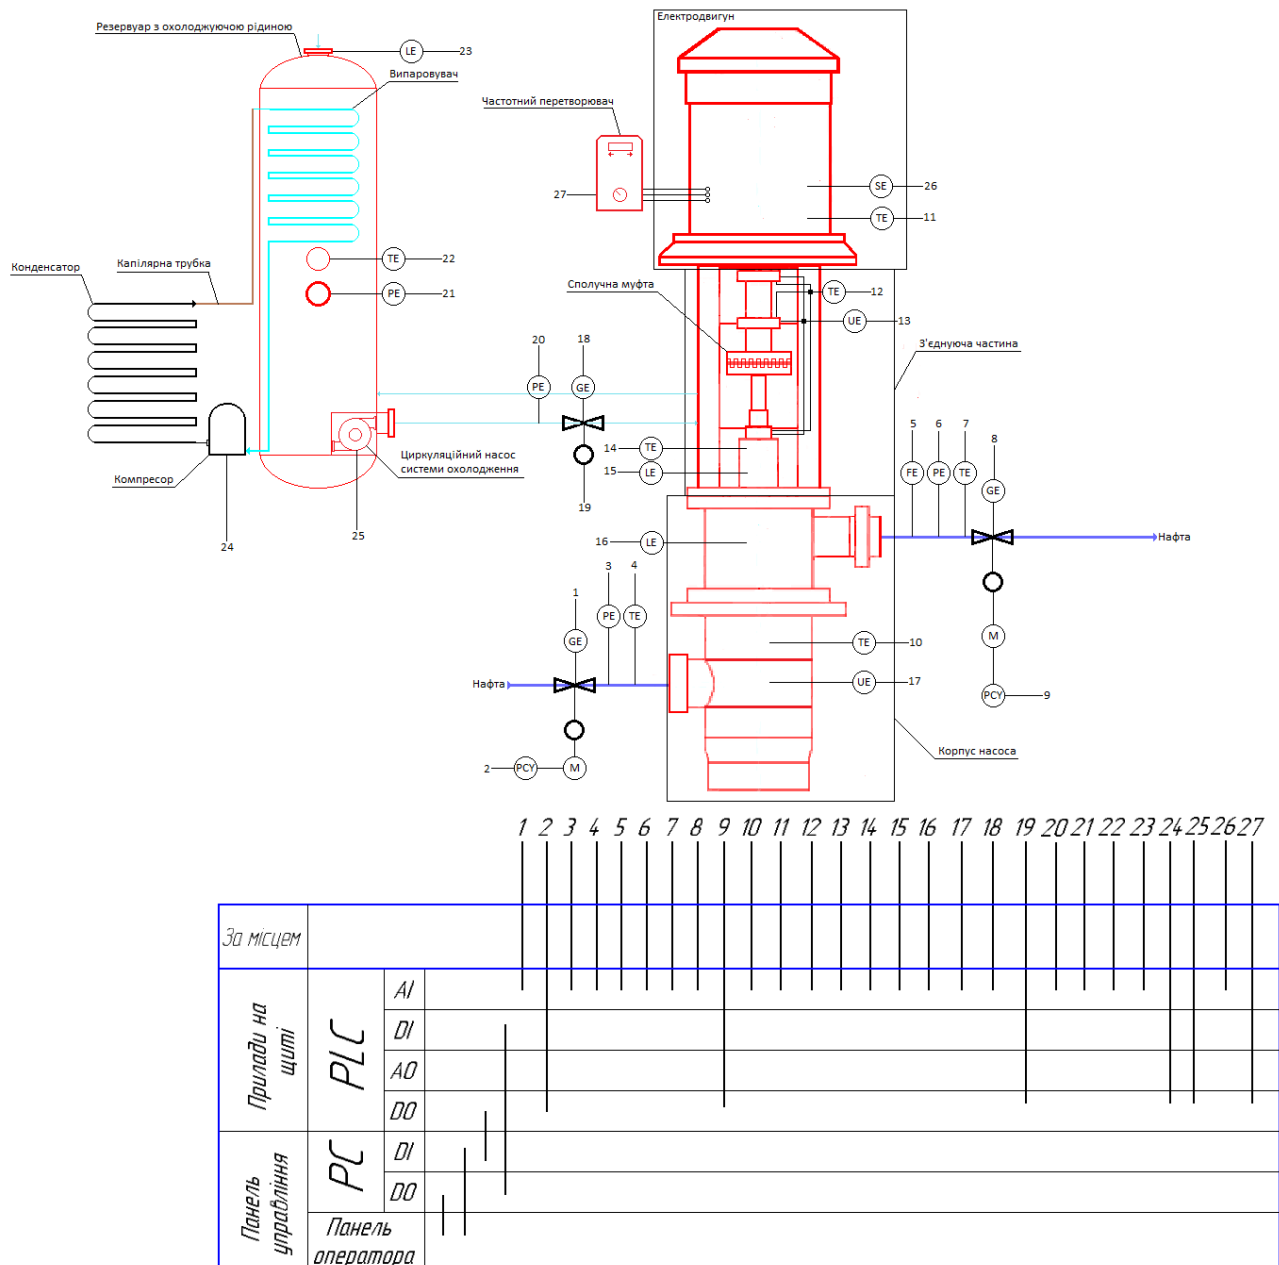 Електродвигун
Резервуар з охолоджуючою рідиною
LE 23
Випаровувач
Частотний перетворювач
27
SE 26
TE 11
Конденсатор
Капілярна трубка
TE 22
PE 21
Сполучна муфта
TE 12
UE 13
20
18
З'єднуюча частина
PE
GE
Компресор
24
25
Циркуляційний насос
системи охолодження
19
14 TE
15 LE
5 6 7 8
FE PE TE GE
16 LE
Нафта
3 4
1
PE TE
GE
M
TE 10
Нафта
UE 17
PCY 9
2 PCY M
Корпус насоса
1 2 3 4 5 6 7 8 9 10 11 12 13 14 15 16 17 18 19 20 21 22 23 24 25 26 27
За місцем
Прилади на
щиті
PLC
AI
DI
AO
DO
Панель
управління
PC
DI
DO
Панель
оператора